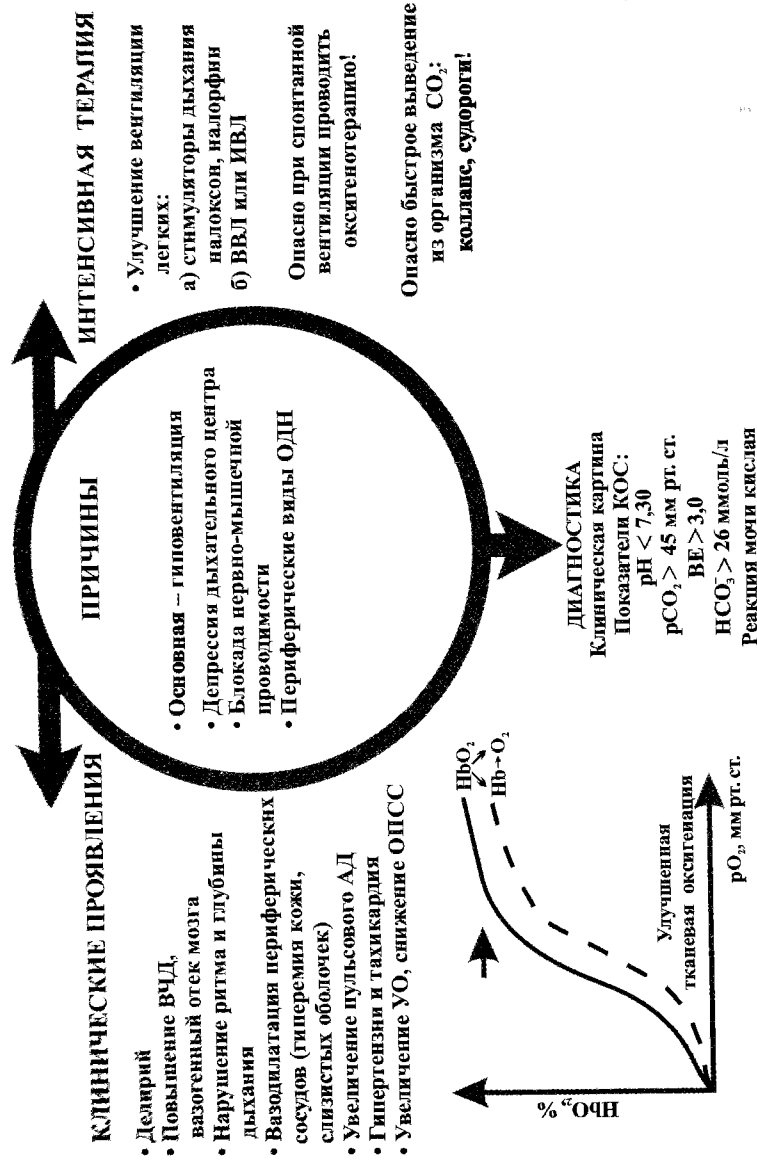 КЛИНИЧЕСКИЕ ПРОЯВЛЕНИЯ
• Делирий
• Повышение ВЧД,
вазогенный отек мозга
• Нарушение ритма и глубины
дыхания
• Вазодилатация периферических
сосудов (гиперемия кожи,
слизистых оболочек)
• Увеличение пульсового АД
• Гипертензии и тахикардия
• Увеличение УО, снижение ОПСС
ПРИЧИНЫ
• Основная – гиповентиляция
• Депрессия дыхательного центра
• Блокада нервно-мышечной
проводимости
• Периферические виды ОДН
ИНТЕНСИВНАЯ ТЕРАПИЯ
• Улучшение вентиляции
легких:
а) стимуляторы дыхания
налоксон, налорфин
б) ВВЛ или ИВЛ
Опасно при спонтанной
вентиляции проводить
оксигенотерапию!
Опасно быстрое выведение
из организма CO₂:
коллапс, судороги!
HbO₂, %
HbO₂
Hb→O₂
Улучшенная
тканевая оксигенация
pO₂, мм рт. ст.
ДИАГНОСТИКА
Клиническая картина
Показатели КОС:
pH < 7,30
pCO₂ > 45 мм рт. ст.
BE > 3,0
HCO₃⁻ > 26 ммоль/л
Реакция мочи кислая